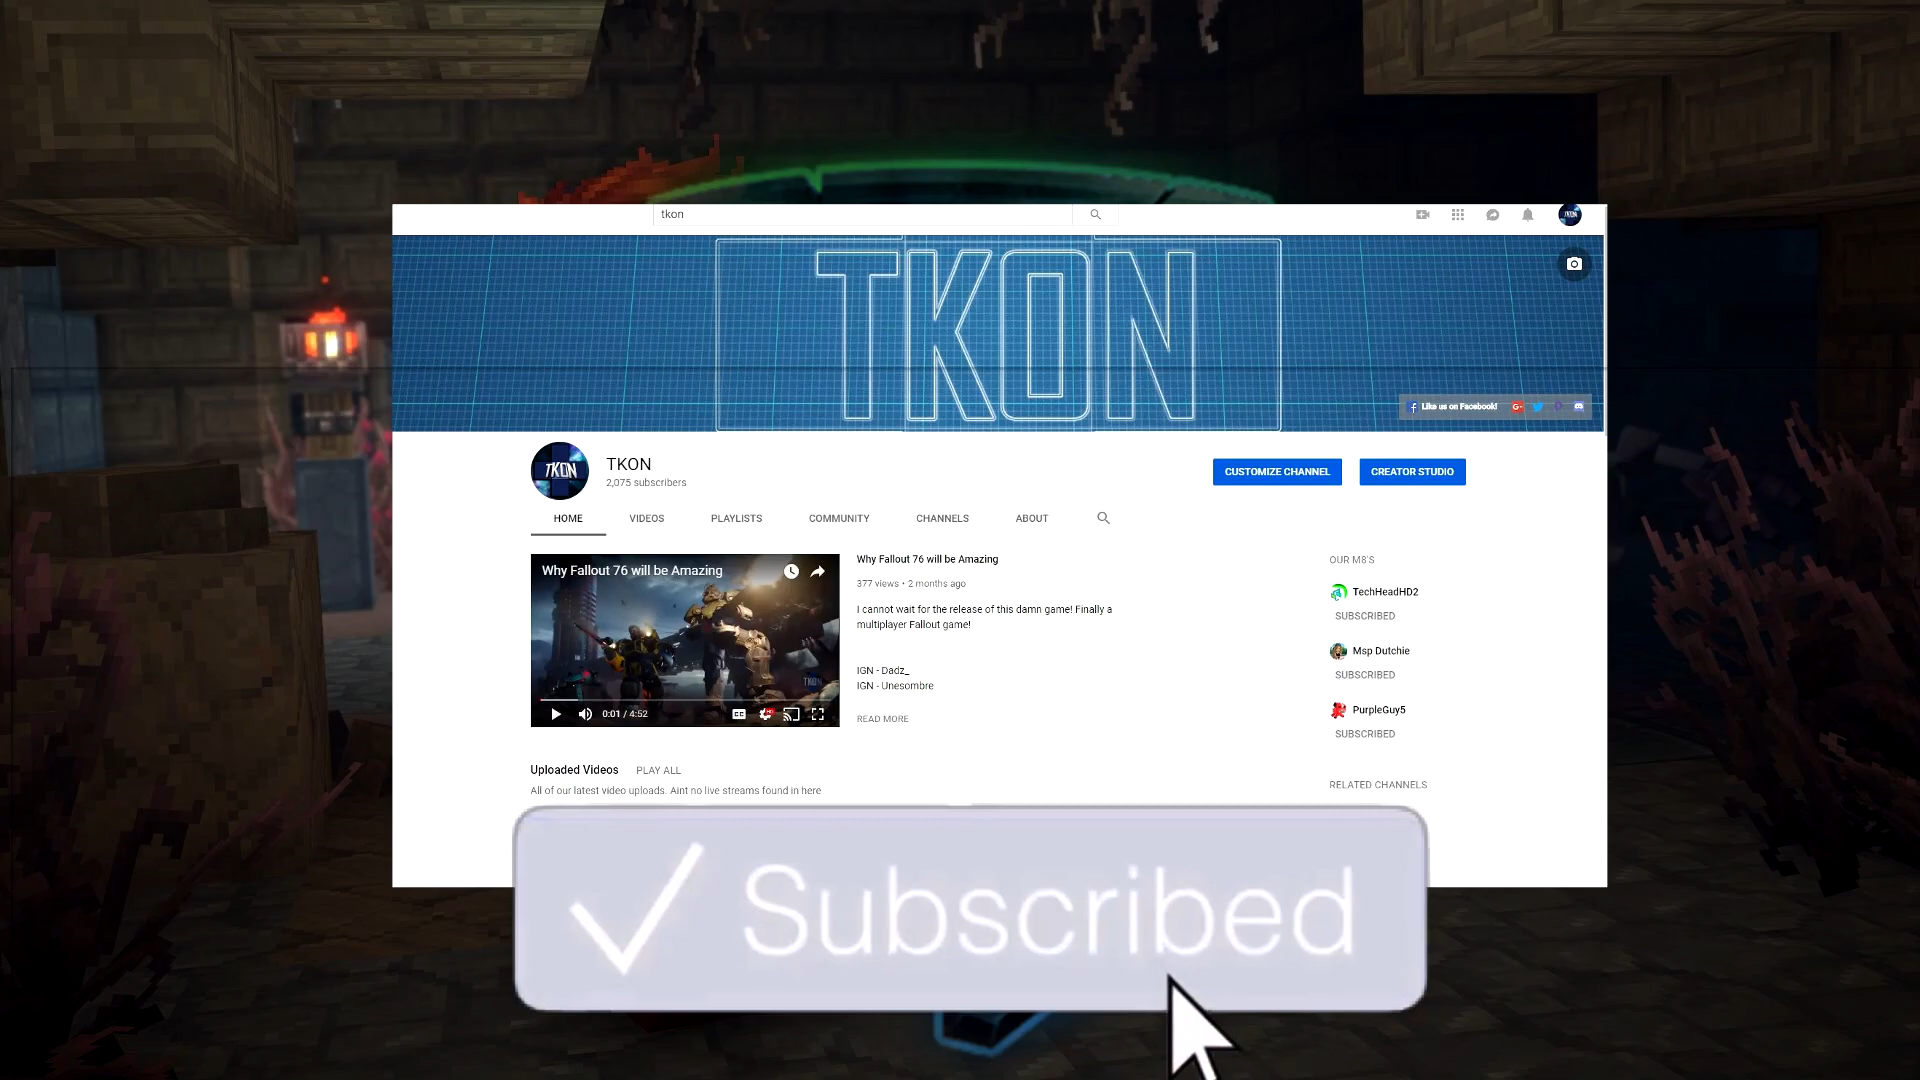 tkon
TKON
Like us on Facebook!
TKON
TKON
2,075 subscribers
CUSTOMIZE CHANNEL
CREATOR STUDIO
HOME
VIDEOS
PLAYLISTS
COMMUNITY
CHANNELS
ABOUT
Why Fallout 76 will be Amazing
0:01 / 4:52
CC
HD
TKON
Why Fallout 76 will be Amazing
377 views • 2 months ago
I cannot wait for the release of this damn game! Finally a
multiplayer Fallout game!
IGN - Dadz_
IGN - Unesombre
READ MORE
OUR M8'S
TechHeadHD2
SUBSCRIBED
Msp Dutchie
SUBSCRIBED
PurpleGuy5
SUBSCRIBED
RELATED CHANNELS
Uploaded Videos
PLAY ALL
All of our latest video uploads. Aint no live streams found in here
Subscribed